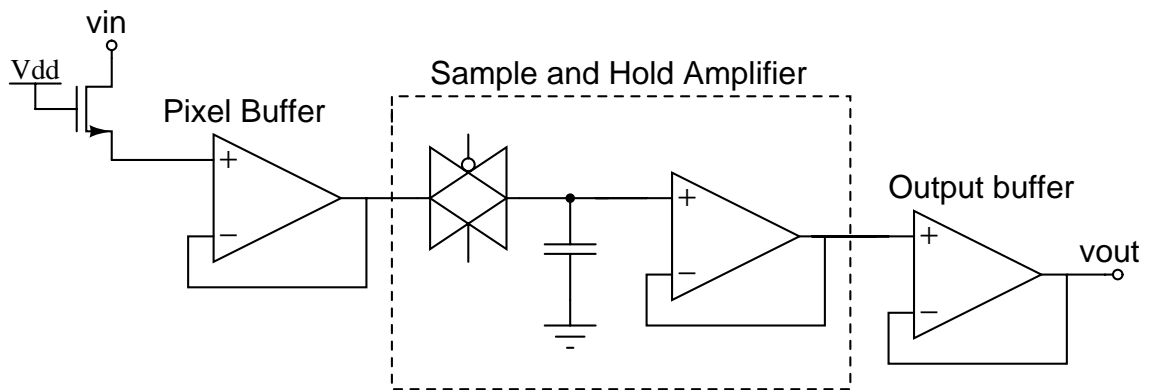 vin
Vdd
Sample and Hold Amplifier
Pixel Buffer
Output buffer
vout
+
−
+
−
+
−